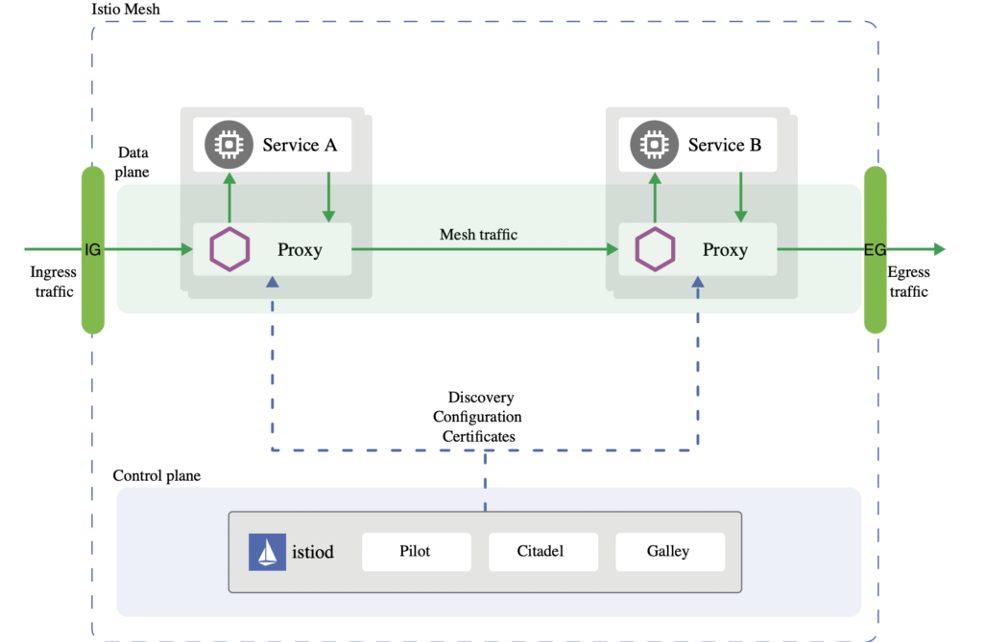 Istio Mesh
Data
plane
Service A
Service B
IG
Proxy
Mesh traffic
Proxy
EG
Ingress
traffic
Egress
traffic
Discovery
Configuration
Certificates
Control plane
istiod
Pilot
Citadel
Galley